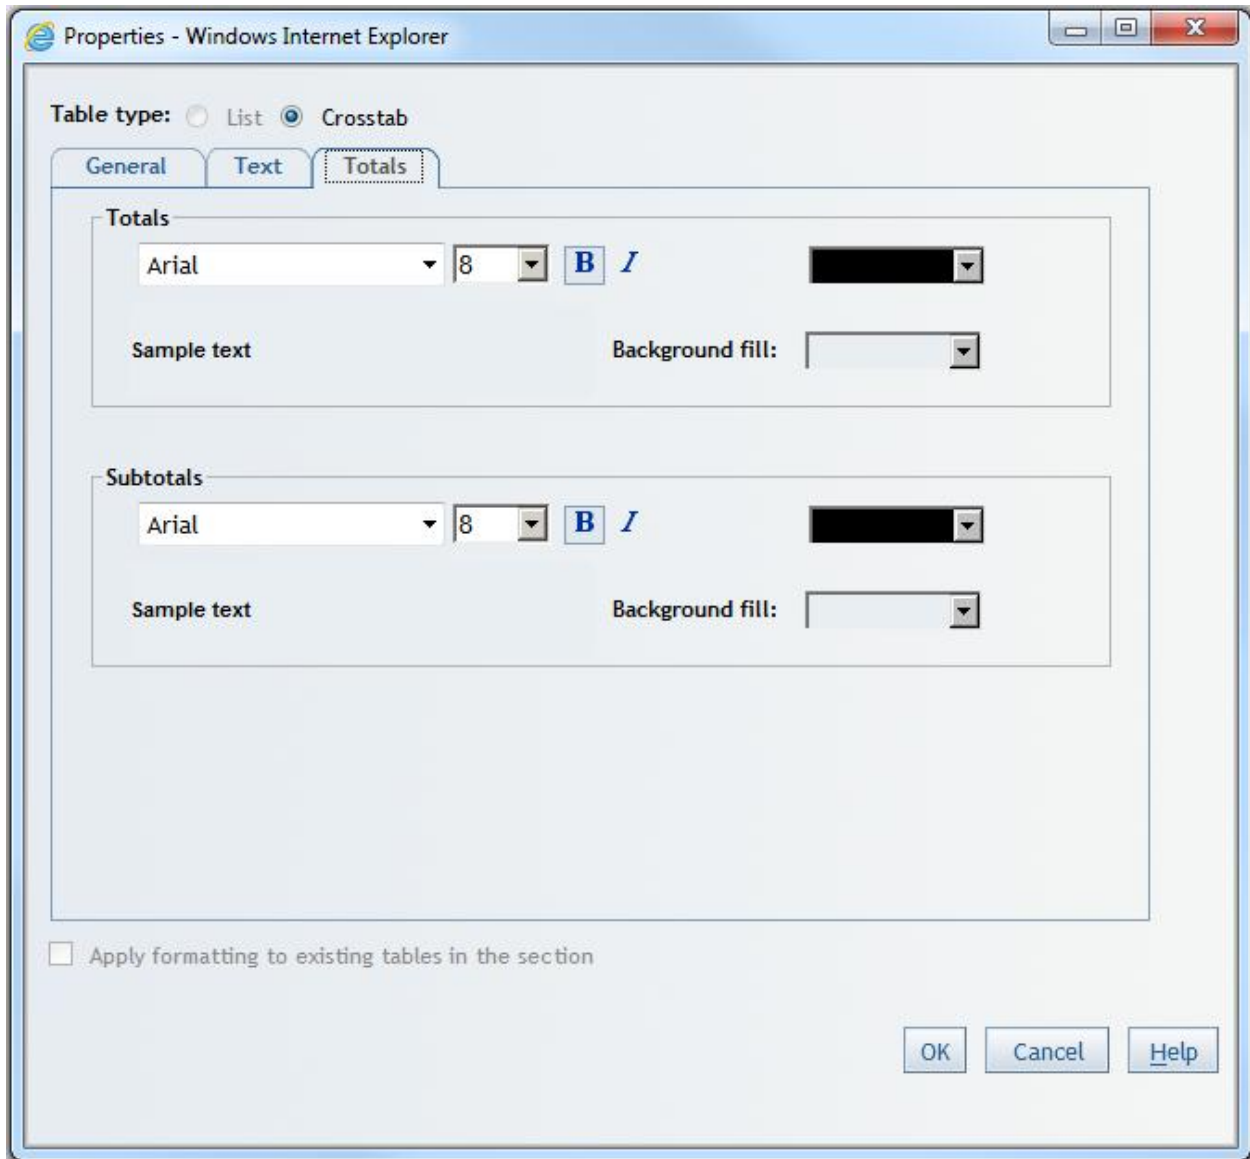 Properties - Windows Internet Explorer
Table type: List Crosstab
General Text Totals
Totals
Arial 8 B I
Sample text Background fill:
Subtotals
Arial 8 B I
Sample text Background fill:
Apply formatting to existing tables in the section
OK Cancel Help